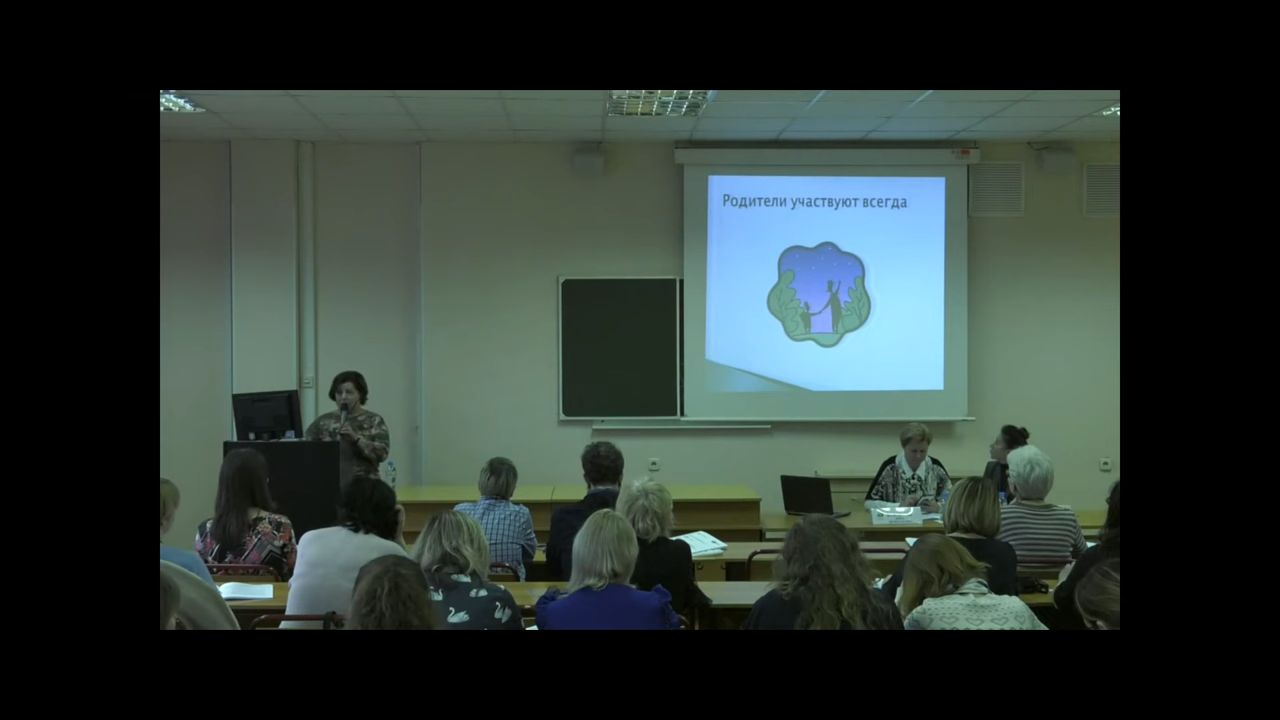 Родители участвуют всегда